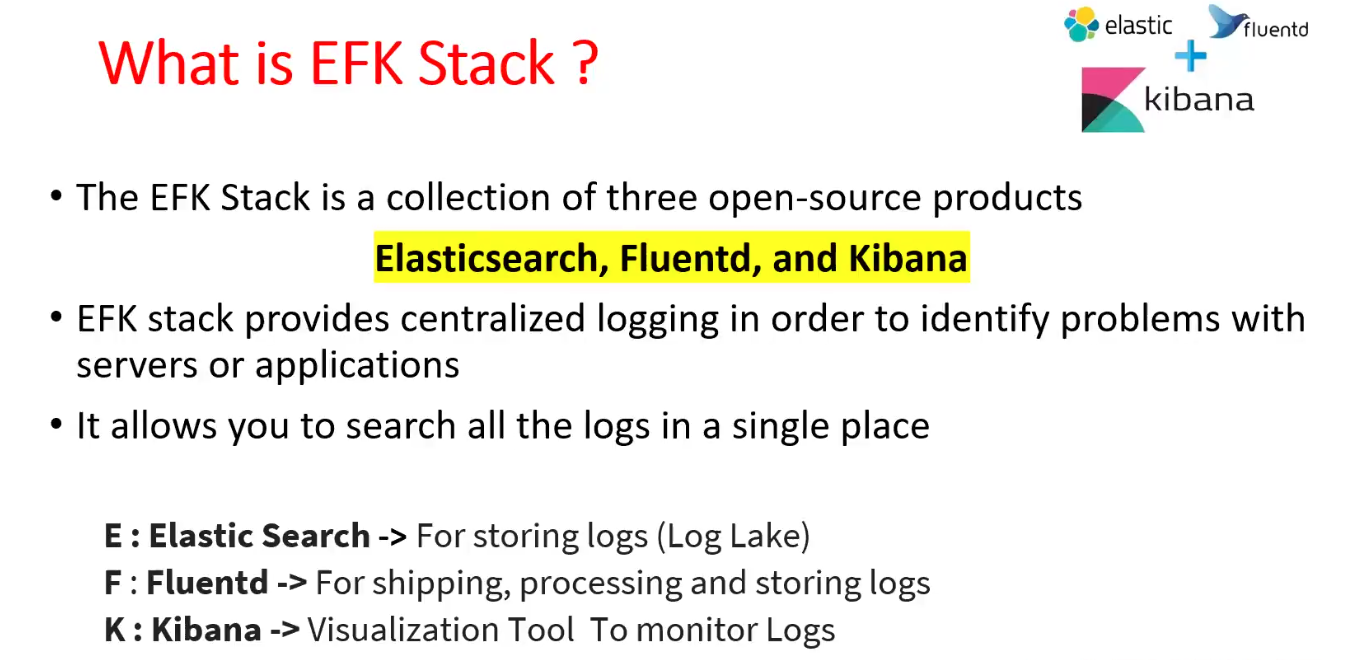 What is EFK Stack ?
elastic
fluentd
+
kibana
• The EFK Stack is a collection of three open-source products
Elasticsearch, Fluentd, and Kibana
• EFK stack provides centralized logging in order to identify problems with
servers or applications
• It allows you to search all the logs in a single place
E : Elastic Search -> For storing logs (Log Lake)
F : Fluentd -> For shipping, processing and storing logs
K : Kibana -> Visualization Tool To monitor Logs